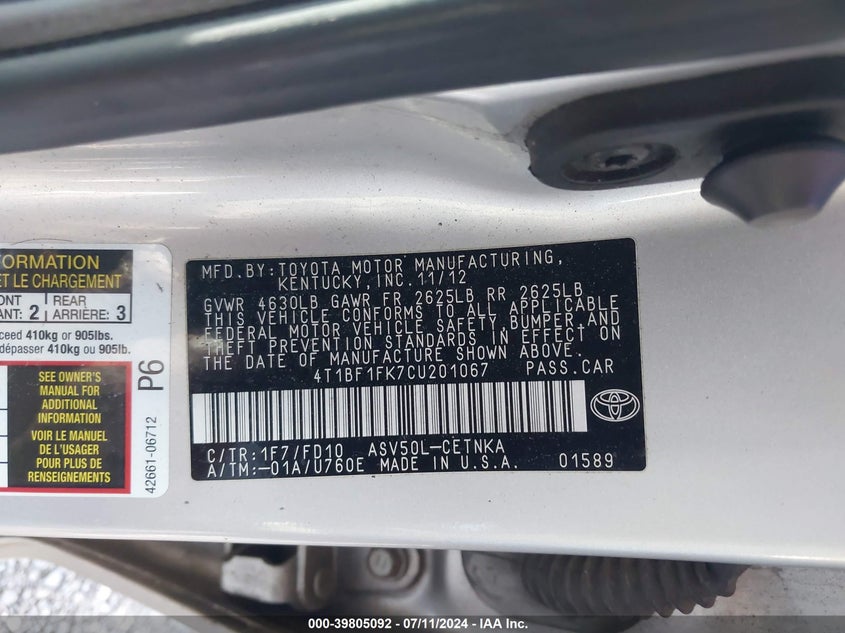 ORMATION
ET LE CHARGEMENT
ONT
ANT: 2
REAR
ARRIÈRE: 3
ceed 410kg or 905lbs.
dépasser 410kg ou 905lb.
SEE OWNER'S
MANUAL FOR
ADDITIONAL
INFORMATION
VOIR LE MANUEL
DE L'USAGER
POUR PLUS DE
RENSEIGNEMENTS
P6
42661-06712
MFD.BY:TOYOTA MOTOR MANUFACTURING,
KENTUCKY,INC.11/12
GVWR 4630LB GAWR FR 2625LB RR 2625LB
THIS VEHICLE CONFORMS TO ALL APPLICABLE
FEDERAL MOTOR VEHICLE SAFETY,BUMPER,AND
THEFT PREVENTION STANDARDS IN EFFECT ON
THE DATE OF MANUFACTURE SHOWN ABOVE.
4T1BF1FK7CU201067 PASS.CAR
C/TR:1F7/FD10 ASV50L-CETNKA
A/TM:-01A/U760E MADE IN U.S.A. 01589
000-39805092 - 07/11/2024 - IAA Inc.